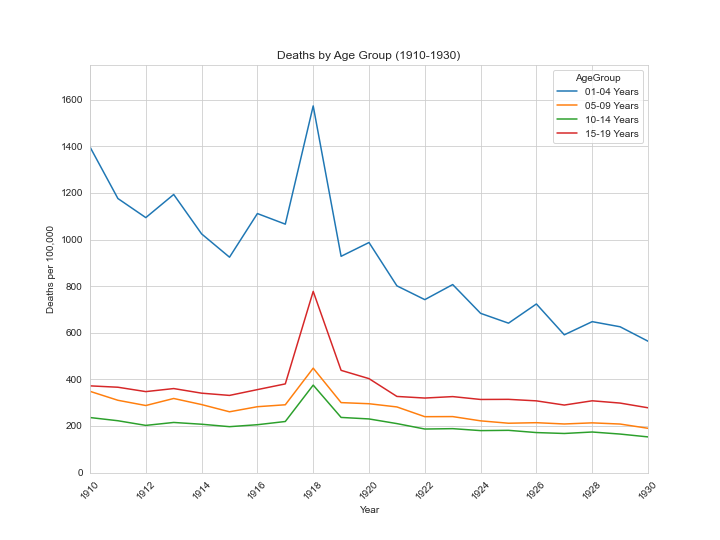 Deaths by Age Group (1910-1930)
AgeGroup
01-04 Years
05-09 Years
10-14 Years
15-19 Years
Deaths per 100,000
1600
1400
1200
1000
800
600
400
200
0
1910
1912
1914
1916
1918
1920
1922
1924
1926
1928
1930
Year